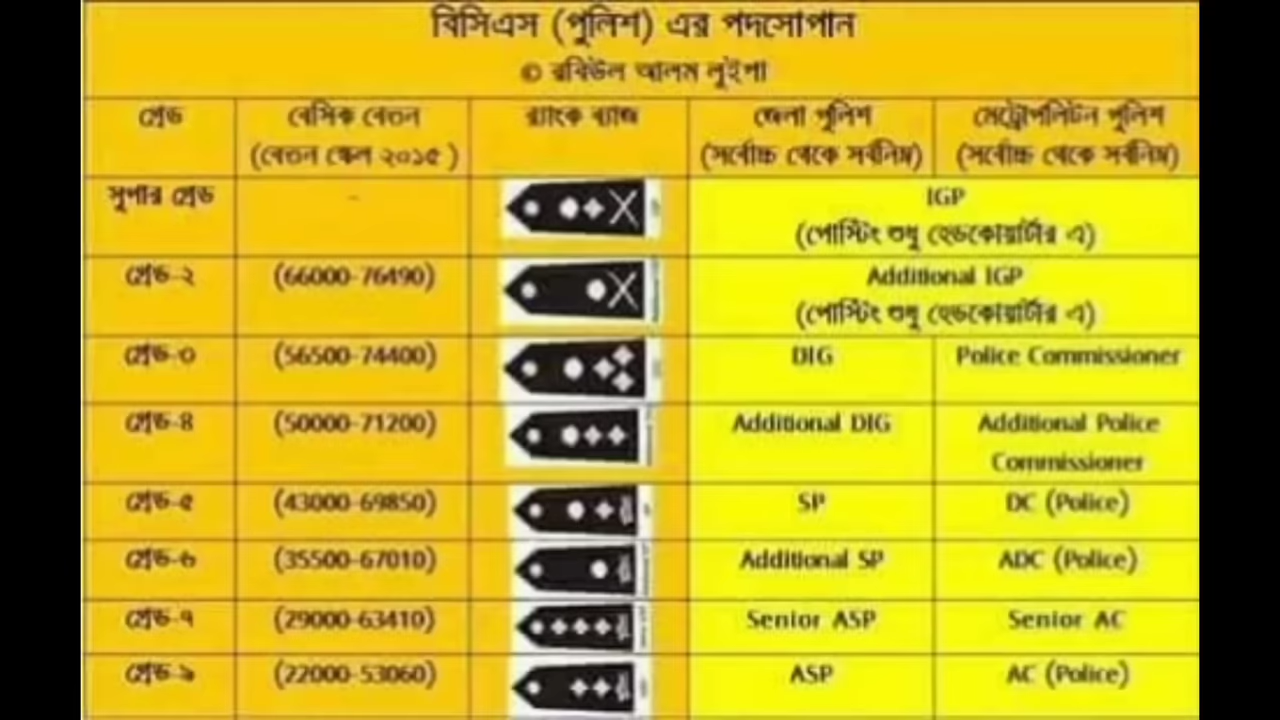 বিসিএস (পুলিশ) এর পদসোপান
© রবিউল আলম লুইপা
গ্রেড
বেসিক বেতন
(বেতন স্কেল ২০১৫ )
র‍্যাংক ব্যাজ
জেলা পুলিশ
(সর্বোচ্চ থেকে সর্বনিম্ন)
মেট্রোপলিটন পুলিশ
(সর্বোচ্চ থেকে সর্বনিম্ন)
সুপার গ্রেড
-
IGP
(পোস্টিং শুধু হেডকোয়ার্টার এ)
গ্রেড-২
(66000-76490)
Additional IGP
(পোস্টিং শুধু হেডকোয়ার্টার এ)
গ্রেড-৩
(56500-74400)
DIG
Police Commissioner
গ্রেড-৪
(50000-71200)
Additional DIG
Additional Police
Commissioner
গ্রেড-৫
(43000-69850)
SP
DC (Police)
গ্রেড-৬
(35500-67010)
Additional SP
ADC (Police)
গ্রেড-৭
(29000-63410)
Senior ASP
Senior AC
গ্রেড-৯
(22000-53060)
ASP
AC (Police)